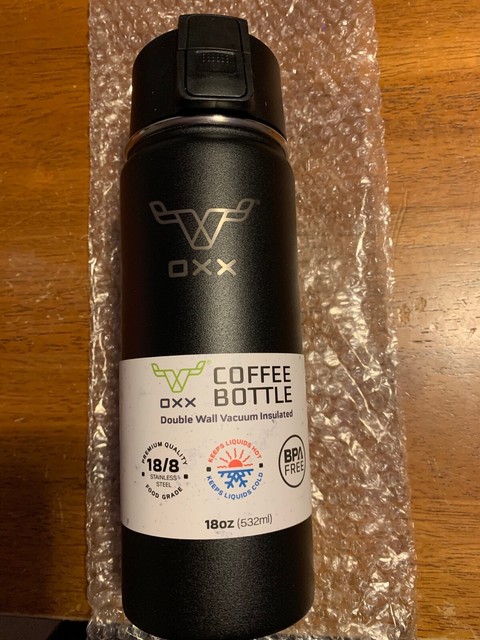 OXX
OXX
COFFEE
BOTTLE
Double Wall Vacuum Insulated
PREMIUM QUALITY
18/8
STAINLESS
STEEL
FOOD GRADE
KEEPS LIQUIDS HOT
KEEPS LIQUIDS COLD
BPA
FREE
18oz (532ml)